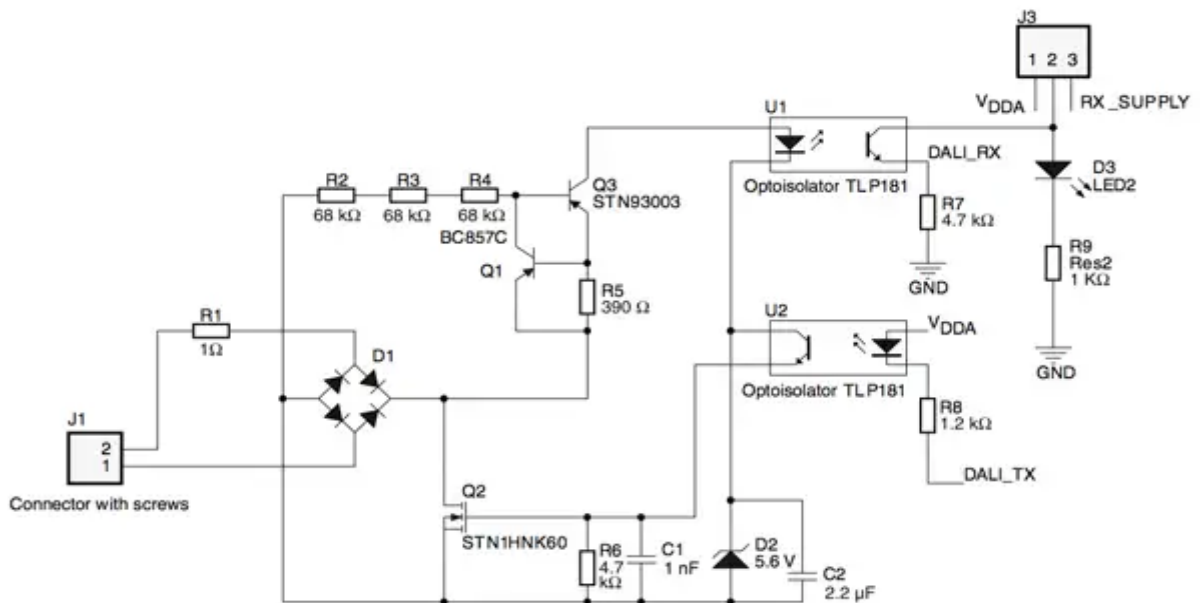 J3
1 2 3
VDDA
RX_SUPPLY
U1
DALI_RX
Optoisolator TLP181
D3
LED2
R7
4.7 kΩ
GND
R9
Res2
1 KΩ
GND
R2
R3
R4
68 kΩ
68 kΩ
68 kΩ
Q3
STN93003
BC857C
Q1
R5
390 Ω
U2
VDDA
Optoisolator TLP181
R8
1.2 kΩ
DALI_TX
R1
1Ω
D1
J1
2
1
Connector with screws
Q2
STN1HNK60
R6
4.7
kΩ
C1
1 nF
D2
5.6 V
C2
2.2 µF